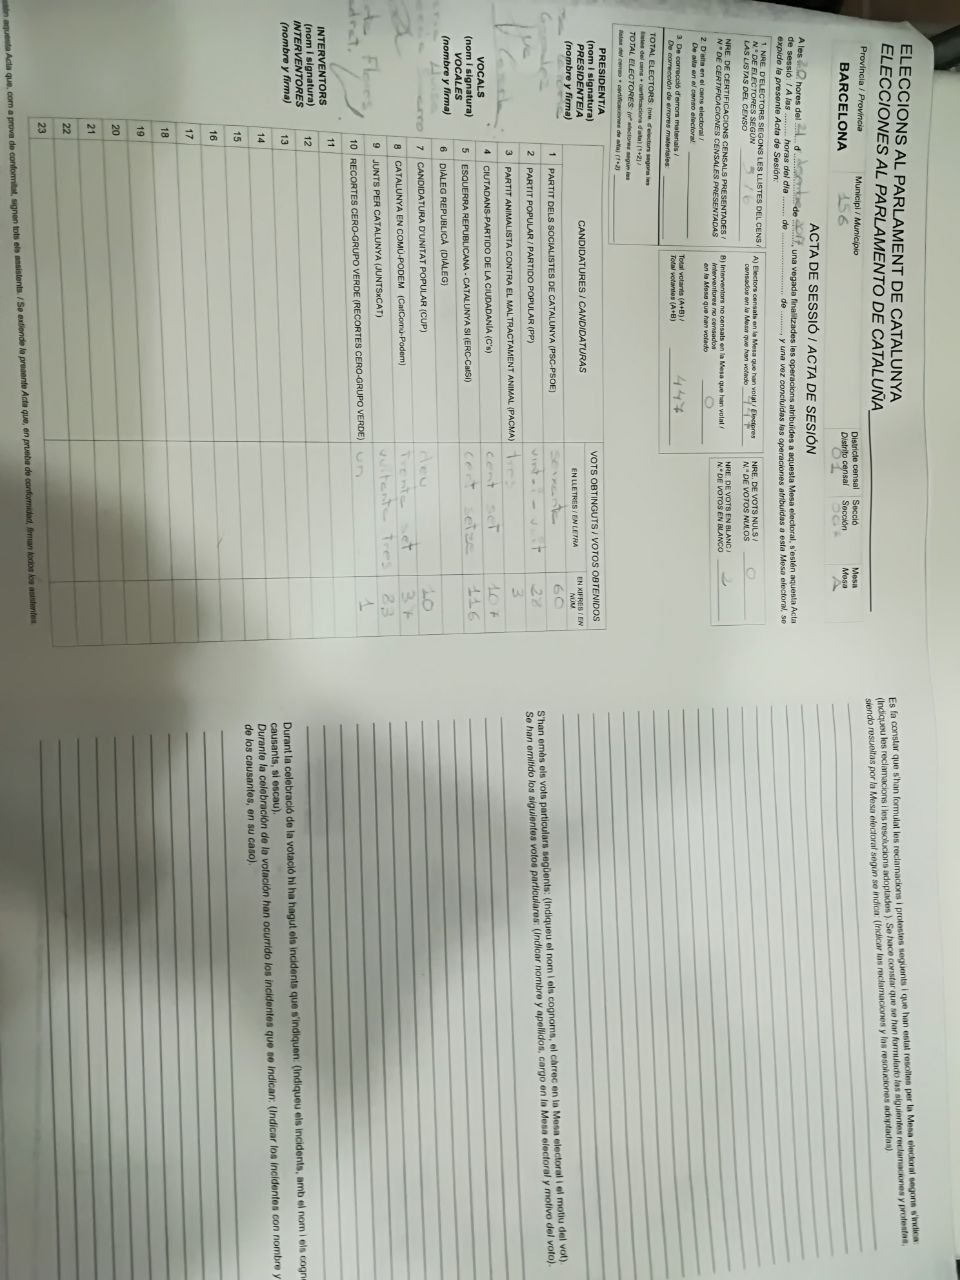 ELECCIONS AL PARLAMENT DE CATALUNYA
ELECCIONES AL PARLAMENTO DE CATALUÑA
Província / Provincia
BARCELONA
Municipi / Municipio
156
Districte censal
Distrito censal
01
Secció
Sección
Mesa
Mesa
A
ACTA DE SESSIÓ / ACTA DE SESIÓN
A les 20 hores del 21 d de, una vegada finalitzades les operacions atribuïdes a aquesta Mesa electoral, s'estén aquesta Acta
de sessió. / A las ......... horas del día ......... de ......................... de ........., y una vez concluidas las operaciones atribuidas a esta Mesa electoral, se
expide la presente Acta de Sesión:
1. NRE. D'ELECTORS SEGONS LES LLISTES DEL CENS /
N.º DE ELECTORES SEGÚN
LAS LISTA DEL CENSO
NRE. DE CERTIFICACIONS CENSALS PRESENTADES /
N.º DE CERTIFICACIONES CENSALES PRESENTADAS
2. D'alta en el cens electoral /
De alta en el censo electoral:
3. De correcció d'errors materials /
De corrección de errores materiales:
TOTAL ELECTORS: (nre. d'electors segons les
llistes del cens + certificacions d'alta) (1+2) /
TOTAL ELECTORES: (nº electores según las
listas del censo + certificaciones de alta) (1+2)
A) Electors censats en la Mesa que han votat / Electores
censados en la Mesa que han votado 447
B) Interventors no censats en la Mesa que han votat /
Interventores no censados
en la Mesa que han votado 0
Total votants (A+B) /
Total votantes (A+B) 447
NRE. DE VOTS NULS /
N.º DE VOTOS NULOS 0
NRE. DE VOTS EN BLANC /
N.º DE VOTOS EN BLANCO 2
CANDIDATURES / CANDIDATURAS
VOTS OBTINGUTS / VOTOS OBTENIDOS
EN LLETRES / EN LETRA
EN XIFRES / EN NÚM
1 PARTIT DELS SOCIALISTES DE CATALUNYA (PSC-PSOE) seixanta 60
2 PARTIT POPULAR / PARTIDO POPULAR (PP) vint-i-vuit 28
3 PARTIT ANIMALISTA CONTRA EL MALTRACTAMENT ANIMAL (PACMA) tres 3
4 CIUTADANS-PARTIDO DE LA CIUDADANÍA (C's) cent set 107
5 ESQUERRA REPUBLICANA - CATALUNYA SÍ (ERC-CatSí) cent setze 116
6 DIÀLEG REPUBLICÀ (DIÀLEG)
7 CANDIDATURA D'UNITAT POPULAR (CUP) deu 10
8 CATALUNYA EN COMÚ-PODEM (CatComú-Podem) trenta set 37
9 JUNTS PER CATALUNYA (JUNTSxCAT) vuitanta tres 83
10 RECORTES CERO-GRUPO VERDE (RECORTES CERO-GRUPO VERDE) un 1
11
12
13
14
15
16
17
18
19
20
21
22
23
PRESIDENT/A
(nom i signatura)
PRESIDENTE/A
(nombre y firma)
VOCALS
(nom i signatura)
VOCALES
(nombre y firma)
INTERVENTORS
(nom i signatura)
INTERVENTORES
(nombre y firma)
aquesta Acta que, com a prova de conformitat, signen tots els assistents. / Se extiende la presente Acta que, en prueba de conformidad, firman todos los asistentes.
Es fa constar que s'han formulat les reclamacions i protestes següents i que han estat resoltes per la Mesa electoral segons s'indica:
(Indiqueu les reclamacions i les resolucions adoptades). Se hace constar que se han formulado las siguientes reclamaciones y protestas,
siendo resueltas por la Mesa electoral según se indica: (Indicar las reclamaciones y las resoluciones adoptadas).
S'han emès els vots particulars següents: (Indiqueu el nom i els cognoms, el càrrec en la Mesa electoral i el motiu del vot).
Se han emitido los siguientes votos particulares: (Indicar nombre y apellidos, cargo en la Mesa electoral y motivo del voto).
Durant la celebració de la votació hi ha hagut els incidents que s'indiquen: (Indiqueu els incidents, amb el nom i els
causants, si escau).
Durante la celebración de la votación han ocurrido los incidentes que se indican: (Indicar los incidentes con nombre y
de los causantes, en su caso).